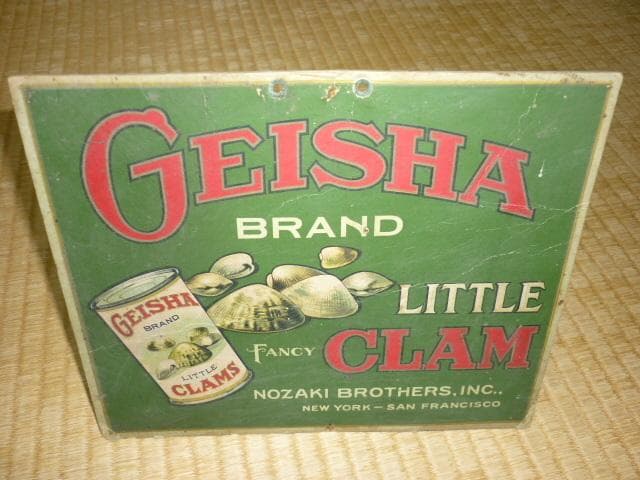 GEISHA
BRAND
LITTLE
FANCY CLAM
NOZAKI BROTHERS, INC.,
NEW YORK — SAN FRANCISCO
GEISHA
BRAND
LITTLE
CLAMS